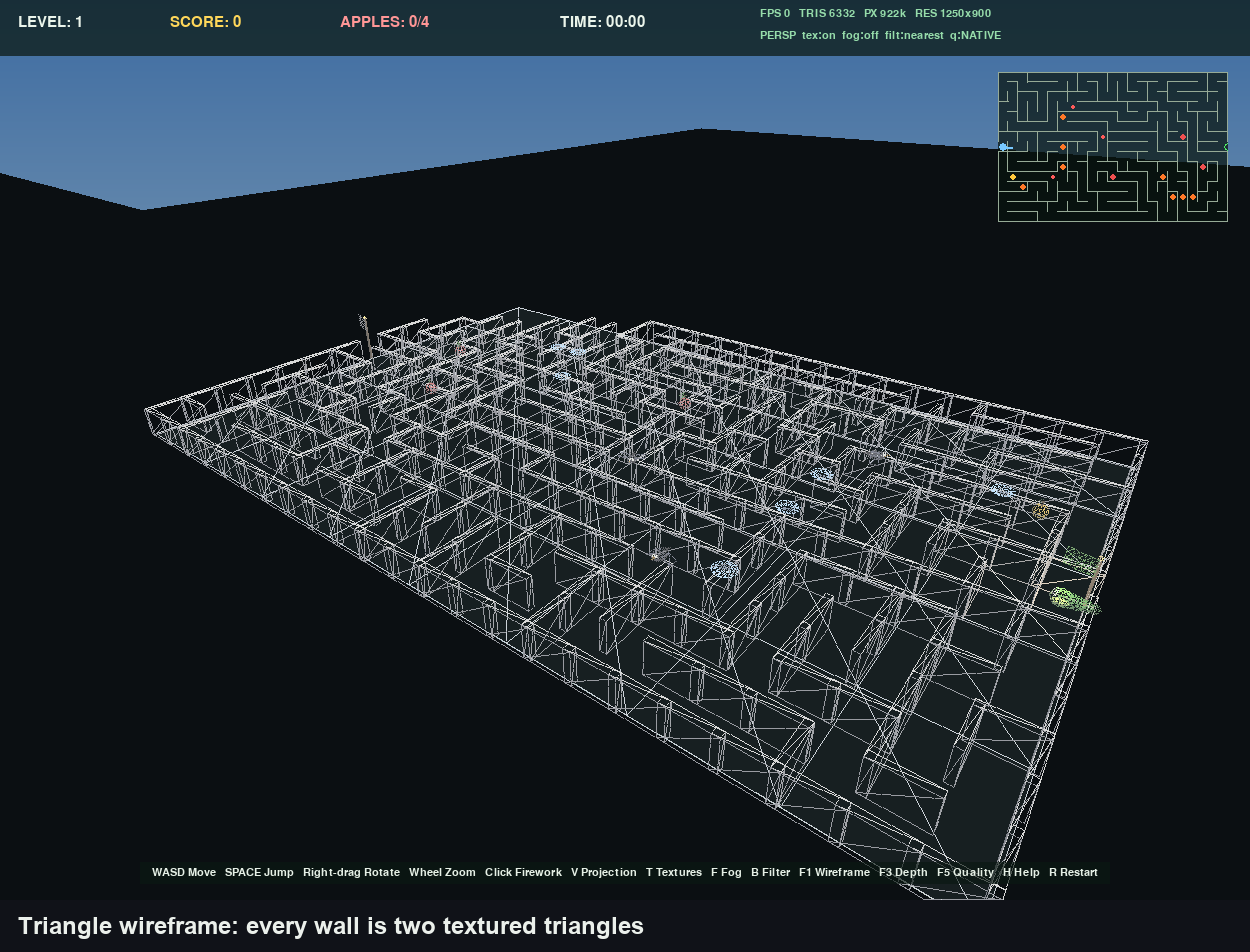 LEVEL: 1 SCORE: 0 APPLES: 0/4 TIME: 00:00 FPS 0 TRIS 6332 PX 922k RES 1250x900
PERSP tex:on fog:off filt:nearest q:NATIVE
WASD Move SPACE Jump Right-drag Rotate Wheel Zoom Click Firework V Projection T Textures F Fog B Filter F1 Wireframe F3 Depth F5 Quality H Help R Restart
Triangle wireframe: every wall is two textured triangles